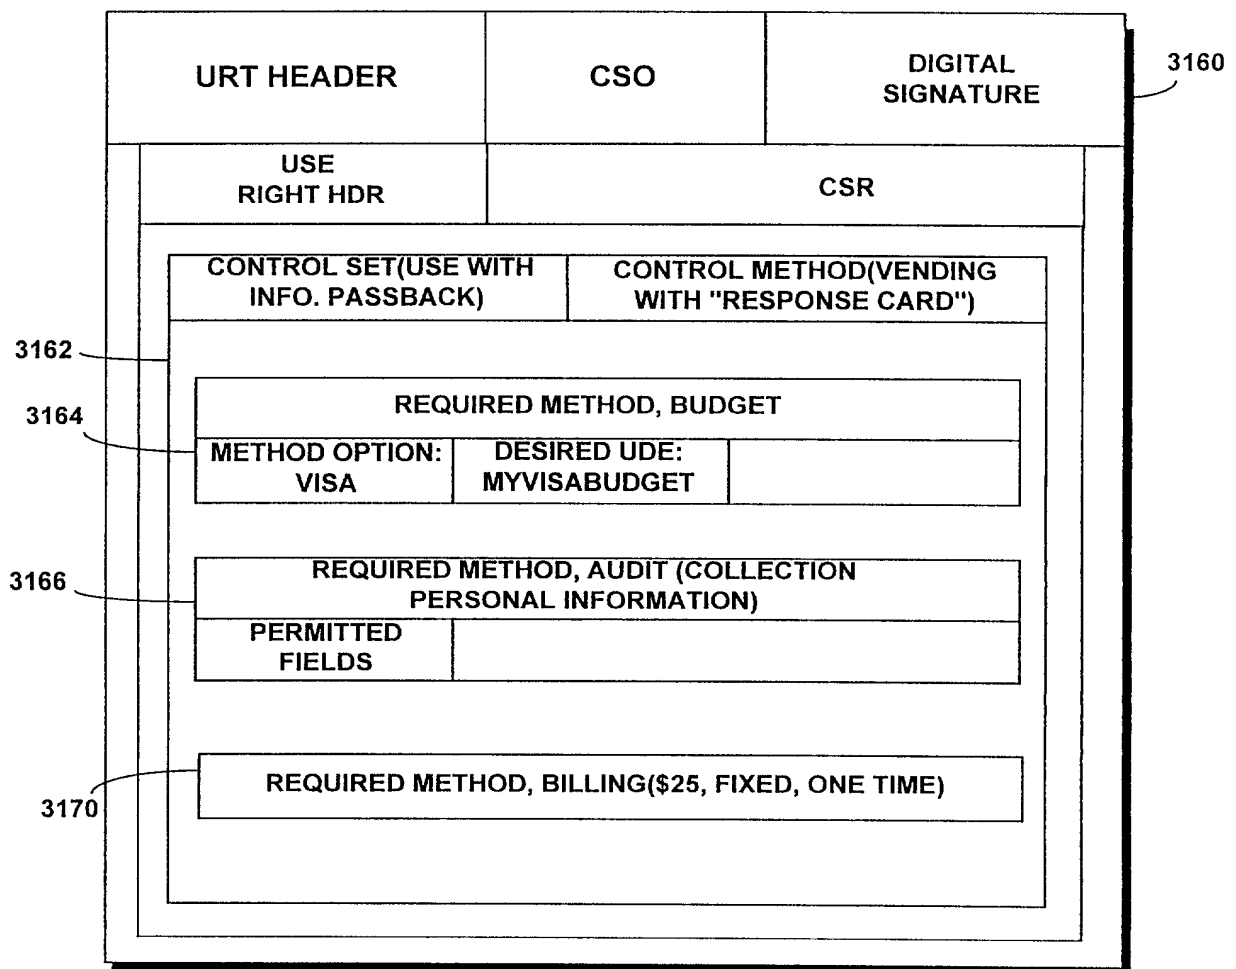 URT HEADER
CSO
DIGITAL
SIGNATURE
3160
USE
RIGHT HDR
CSR
CONTROL SET(USE WITH
INFO. PASSBACK)
CONTROL METHOD(VENDING
WITH "RESPONSE CARD")
3162
REQUIRED METHOD, BUDGET
3164
METHOD OPTION:
VISA
DESIRED UDE:
MYVISABUDGET
REQUIRED METHOD, AUDIT (COLLECTION
PERSONAL INFORMATION)
3166
PERMITTED
FIELDS
REQUIRED METHOD, BILLING($25, FIXED, ONE TIME)
3170